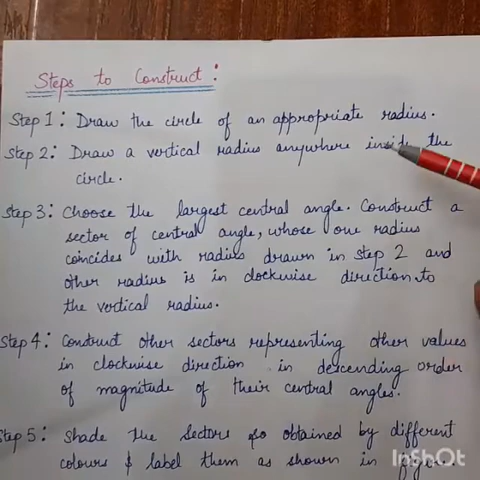 Steps to Construct :
Step 1 : Draw the circle of an appropriate radius.
Step 2 : Draw a vertical radius anywhere inside the
circle.
Step 3 : Choose the largest central angle. Construct a
sector of central angle, whose one radius
coincides with radius drawn in step 2 and
other radius is in clockwise direction to
the vertical radius.
Step 4 : Construct other sectors representing other values
in clockwise direction in descending order
of magnitude of their central angles.
Step 5 : Shade the sectors so obtained by different
colours & label them as shown in
InShOt